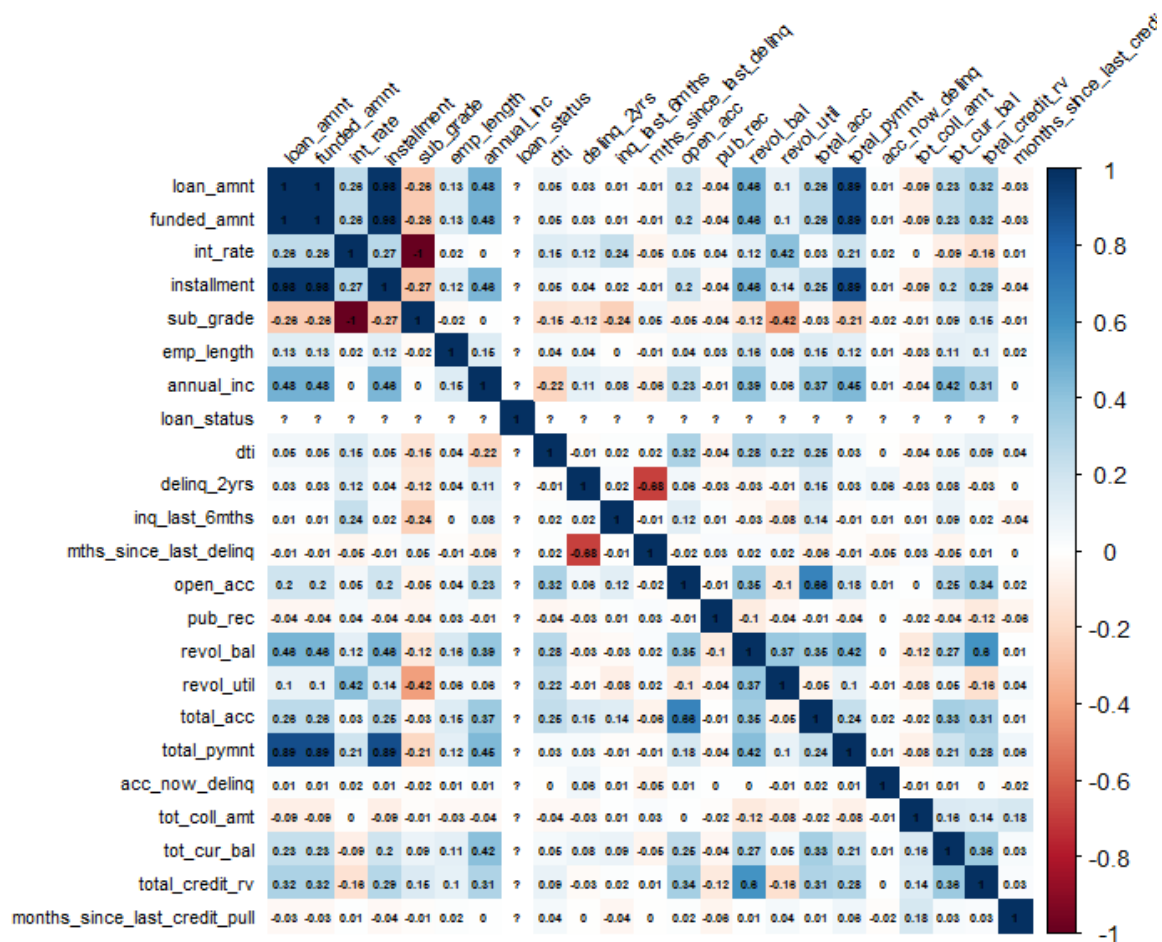 loan_amnt
funded_amnt
int_rate
installment
sub_grade
emp_length
annual_inc
loan_status
dti
delinq_2yrs
inq_last_6mths
mths_since_last_delinq
open_acc
pub_rec
revol_bal
revol_util
total_acc
total_pymnt
acc_now_delinq
tot_coll_amt
tot_cur_bal
total_credit_rv
loan_amnt 1 1 0.26 0.98 -0.26 0.13 0.48 ? 0.05 0.03 0.01 -0.01 0.2 -0.04 0.46 0.1 0.26 0.89 0.01 -0.09 0.23 0.32 -0.03
funded_amnt 1 1 0.26 0.98 -0.26 0.13 0.48 ? 0.05 0.03 0.01 -0.01 0.2 -0.04 0.46 0.1 0.26 0.89 0.01 -0.09 0.23 0.32 -0.03
int_rate 0.26 0.26 1 0.27 -1 0.02 0 ? 0.15 0.12 0.24 -0.05 0.05 0.04 0.12 0.42 0.03 0.21 0.02 0 -0.09 -0.16 0.01
installment 0.98 0.98 0.27 1 -0.27 0.12 0.46 ? 0.05 0.04 0.02 -0.01 0.2 -0.04 0.46 0.14 0.25 0.89 0.01 -0.09 0.2 0.29 -0.04
sub_grade -0.26 -0.26 -1 -0.27 1 -0.02 0 ? -0.15 -0.12 -0.24 0.05 -0.05 -0.04 -0.12 -0.42 -0.03 -0.21 -0.02 -0.01 0.09 0.15 -0.01
emp_length 0.13 0.13 0.02 0.12 -0.02 1 0.15 ? 0.04 0.04 0 -0.01 0.04 0.03 0.16 0.06 0.15 0.12 0.01 -0.03 0.11 0.1 0.02
annual_inc 0.48 0.48 0 0.46 0 0.15 1 ? -0.22 0.11 0.08 -0.06 0.23 -0.01 0.39 0.06 0.37 0.45 0.01 -0.04 0.42 0.31 0
loan_status ? ? ? ? ? ? ? 1 ? ? ? ? ? ? ? ? ? ? ? ? ? ? ?
dti 0.05 0.05 0.15 0.05 -0.15 0.04 -0.22 ? 1 -0.01 0.02 0.02 0.32 -0.04 0.28 0.22 0.25 0.03 0 -0.04 0.05 0.09 0.04
delinq_2yrs 0.03 0.03 0.12 0.04 -0.12 0.04 0.11 ? -0.01 1 0.02 -0.68 0.06 -0.03 -0.03 -0.01 0.15 0.03 0.06 -0.03 0.08 -0.03 0
inq_last_6mths 0.01 0.01 0.24 0.02 -0.24 0 0.08 ? 0.02 0.02 1 -0.01 0.12 0.01 -0.03 -0.08 0.14 -0.01 0.01 0.01 0.09 0.02 -0.04
mths_since_last_delinq -0.01 -0.01 -0.05 -0.01 0.05 -0.01 -0.06 ? 0.02 -0.68 -0.01 1 -0.02 0.03 0.02 0.02 -0.06 -0.01 -0.05 0.03 -0.05 0.01 0
open_acc 0.2 0.2 0.05 0.2 -0.05 0.04 0.23 ? 0.32 0.06 0.12 -0.02 1 -0.01 0.35 -0.1 0.66 0.18 0.01 0 0.25 0.34 0.02
pub_rec -0.04 -0.04 0.04 -0.04 -0.04 0.03 -0.01 ? -0.04 -0.03 0.01 0.03 -0.01 1 -0.1 -0.04 -0.01 -0.04 0 -0.02 -0.04 -0.12 -0.06
revol_bal 0.46 0.46 0.12 0.46 -0.12 0.16 0.39 ? 0.28 -0.03 -0.03 0.02 0.35 -0.1 1 0.37 0.35 0.42 0 -0.12 0.27 0.6 0.01
revol_util 0.1 0.1 0.42 0.14 -0.42 0.06 0.06 ? 0.22 -0.01 -0.08 0.02 -0.1 -0.04 0.37 1 -0.05 0.1 -0.01 -0.08 0.05 -0.16 0.04
total_acc 0.26 0.26 0.03 0.25 -0.03 0.15 0.37 ? 0.25 0.15 0.14 -0.06 0.66 -0.01 0.35 -0.05 1 0.24 0.02 -0.02 0.33 0.31 0.01
total_pymnt 0.89 0.89 0.21 0.89 -0.21 0.12 0.45 ? 0.03 0.03 -0.01 -0.01 0.18 -0.04 0.42 0.1 0.24 1 0.01 -0.08 0.21 0.28 0.06
acc_now_delinq 0.01 0.01 0.02 0.01 -0.02 0.01 0.01 ? 0 0.06 0.01 -0.05 0.01 0 0 -0.01 0.02 0.01 1 -0.01 0.01 0 -0.02
tot_coll_amt -0.09 -0.09 0 -0.09 -0.01 -0.03 -0.04 ? -0.04 -0.03 0.01 0.03 0 -0.02 -0.12 -0.08 -0.02 -0.08 -0.01 1 0.16 0.14 0.18
tot_cur_bal 0.23 0.23 -0.09 0.2 0.09 0.11 0.42 ? 0.05 0.08 0.09 -0.05 0.25 -0.04 0.27 0.05 0.33 0.21 0.01 0.16 1 0.36 0.03
total_credit_rv 0.32 0.32 -0.16 0.29 0.15 0.1 0.31 ? 0.09 -0.03 0.02 0.01 0.34 -0.12 0.6 -0.16 0.31 0.28 0 0.14 0.36 1 0.03
months_since_last_credit_pull -0.03 -0.03 0.01 -0.04 -0.01 0.02 0 ? 0.04 0 -0.04 0 0.02 -0.06 0.01 0.04 0.01 0.06 -0.02 0.18 0.03 0.03 1
1
0.8
0.6
0.4
0.2
0
-0.2
-0.4
-0.6
-0.8
-1